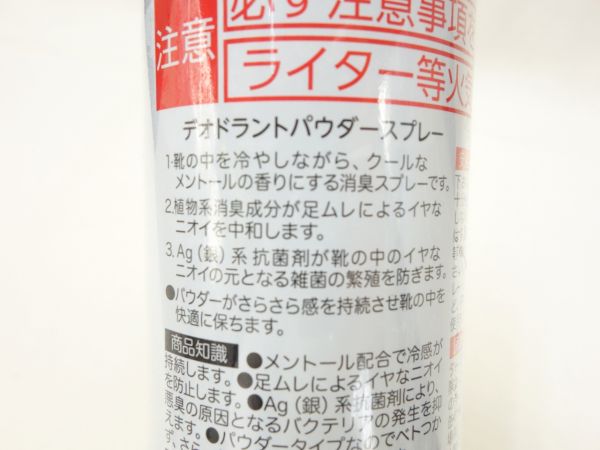 必ず注意事項
注意
ライター等火
デオドラントパウダースプレー
1·靴の中を冷やしながら、クールな
メントールの香りにする消臭スプレーです。
2.植物系消臭成分が足ムレによるイヤな
ニオイを中和します。
3.Ag(銀)系抗菌剤が靴の中のイヤな
ニオイの元となる雑菌の繁殖を防ぎます。
●パウダーがさらさら感を持続させ靴の中を
快適に保ちます。
商品知識 ●メントール配合で冷感が
持続します。●足ムレによるイヤなニオイ
を防止します。●Ag(銀)系抗菌剤により、
悪臭の原因となるバクテリアの発生を抑
えます。●パウダータイプなのでベトつか
ず、さら